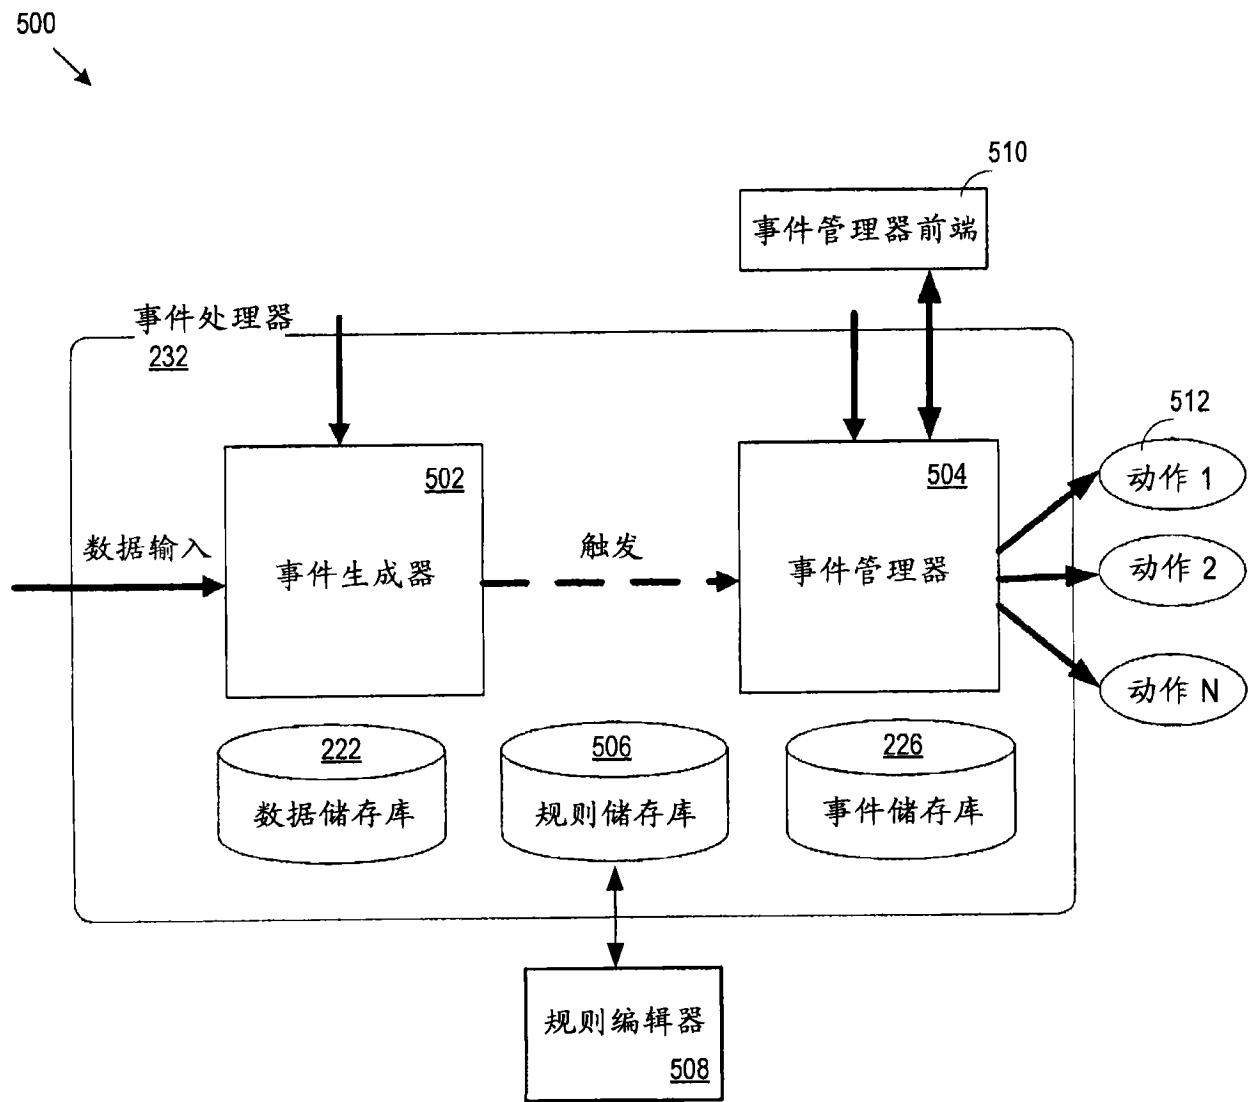 500
510
事件管理器前端
事件处理器
232
512
502
504
动作 1
数据输入
触发
事件生成器
事件管理器
动作 2
动作 N
222
506
226
数据储存库
规则储存库
事件储存库
规则编辑器
508